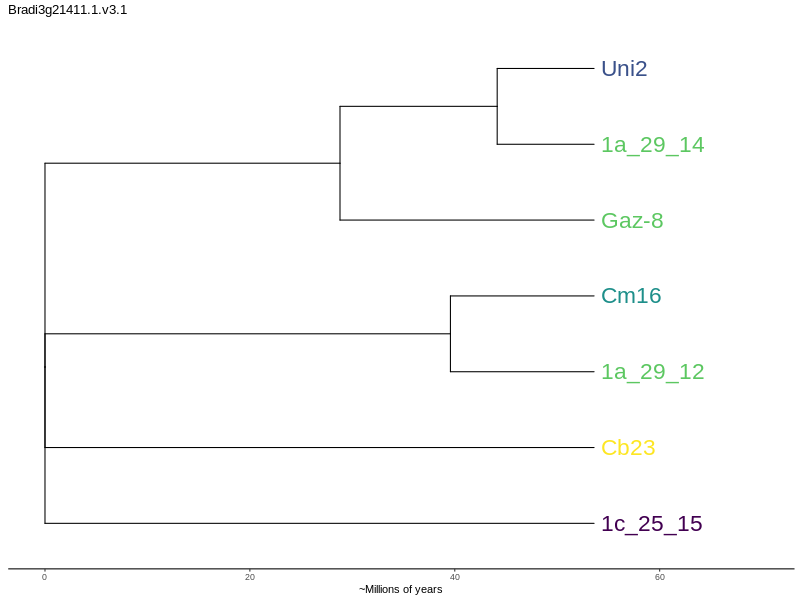 Bradi3g21411.1.v3.1
Uni2
1a_29_14
Gaz-8
Cm16
1a_29_12
Cb23
1c_25_15
0 20 40 60
~Millions of years